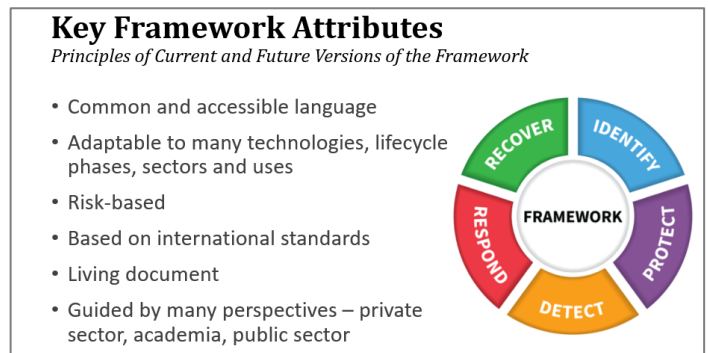 Key Framework Attributes
Principles of Current and Future Versions of the Framework
• Common and accessible language
• Adaptable to many technologies, lifecycle
phases, sectors and uses
• Risk-based
• Based on international standards
• Living document
• Guided by many perspectives – private
sector, academia, public sector
RECOVER
IDENTIFY
FRAMEWORK
RESPOND
PROTECT
DETECT